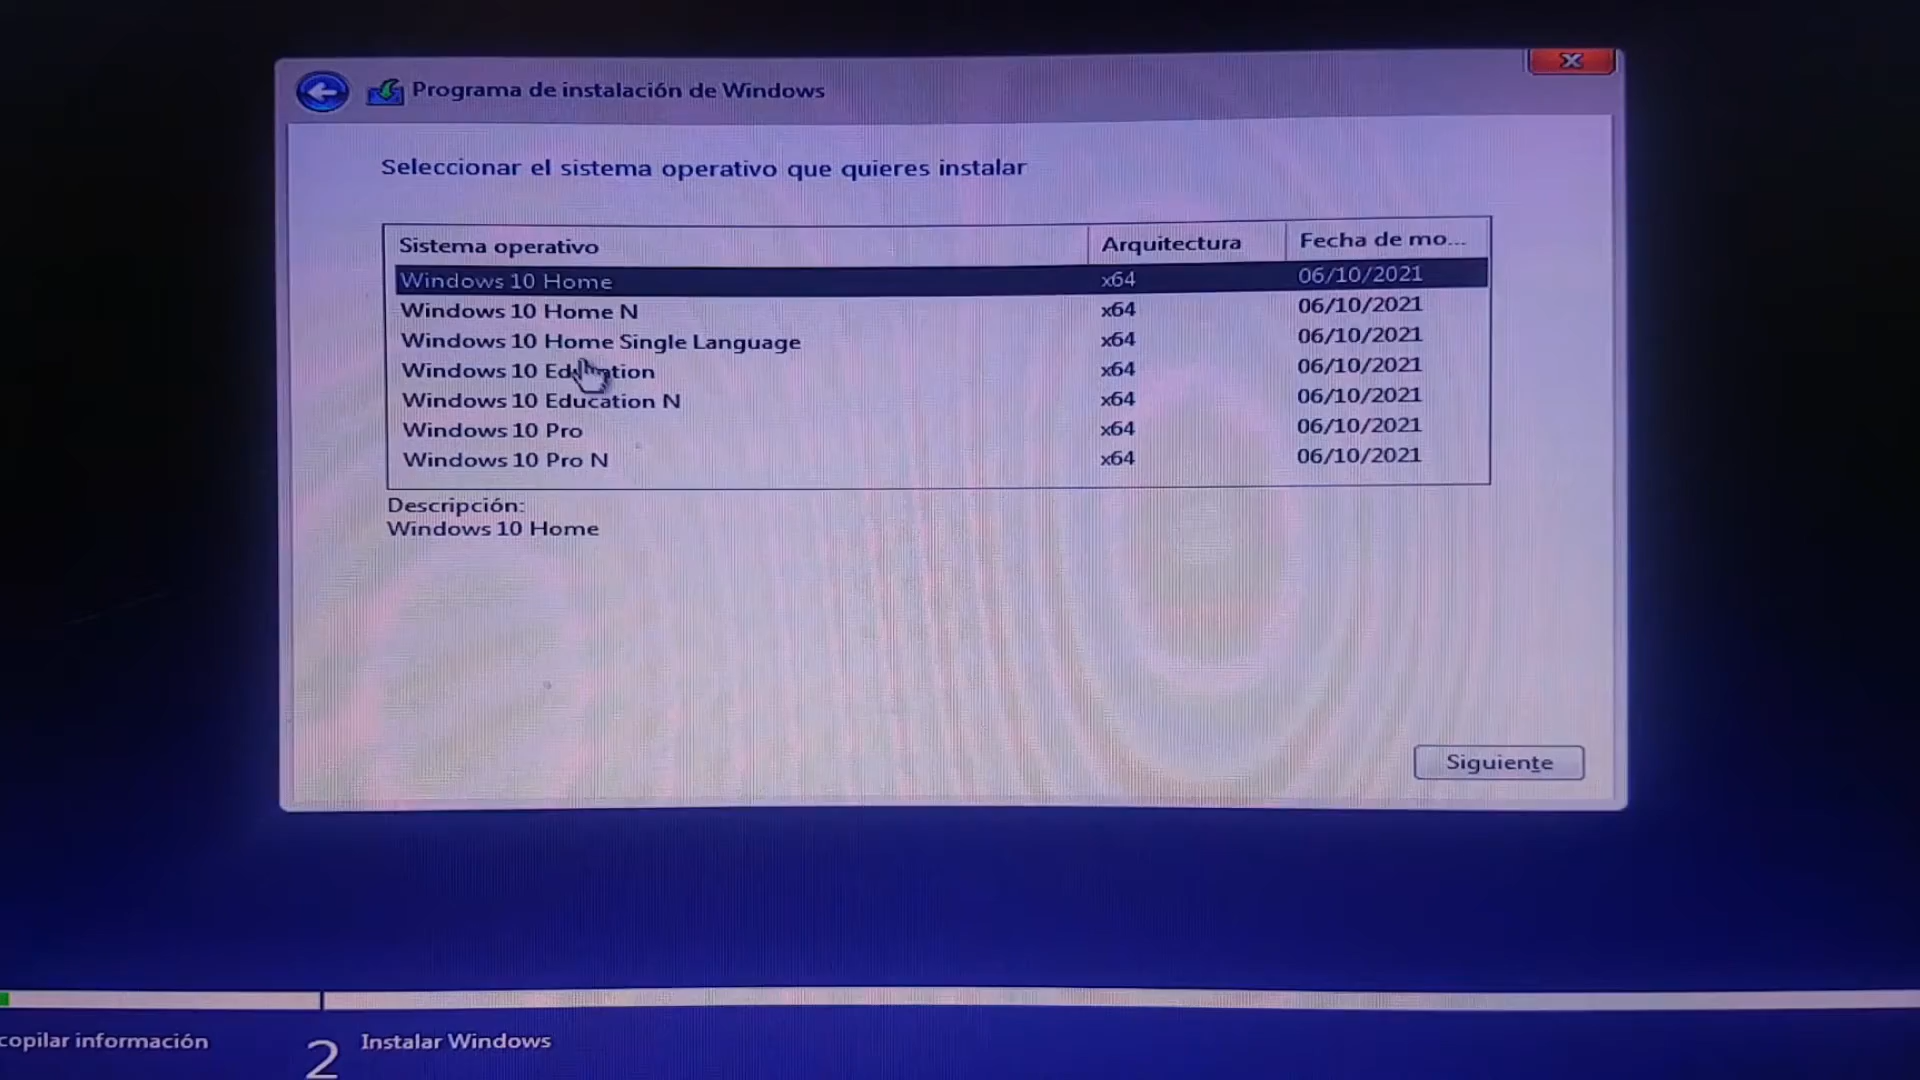 Programa de instalación de Windows
Seleccionar el sistema operativo que quieres instalar
Sistema operativo Arquitectura Fecha de mo...
Windows 10 Home x64 06/10/2021
Windows 10 Home N x64 06/10/2021
Windows 10 Home Single Language x64 06/10/2021
Windows 10 Education x64 06/10/2021
Windows 10 Education N x64 06/10/2021
Windows 10 Pro x64 06/10/2021
Windows 10 Pro N x64 06/10/2021
Descripción:
Windows 10 Home
Siguiente
copilar información 2 Instalar Windows